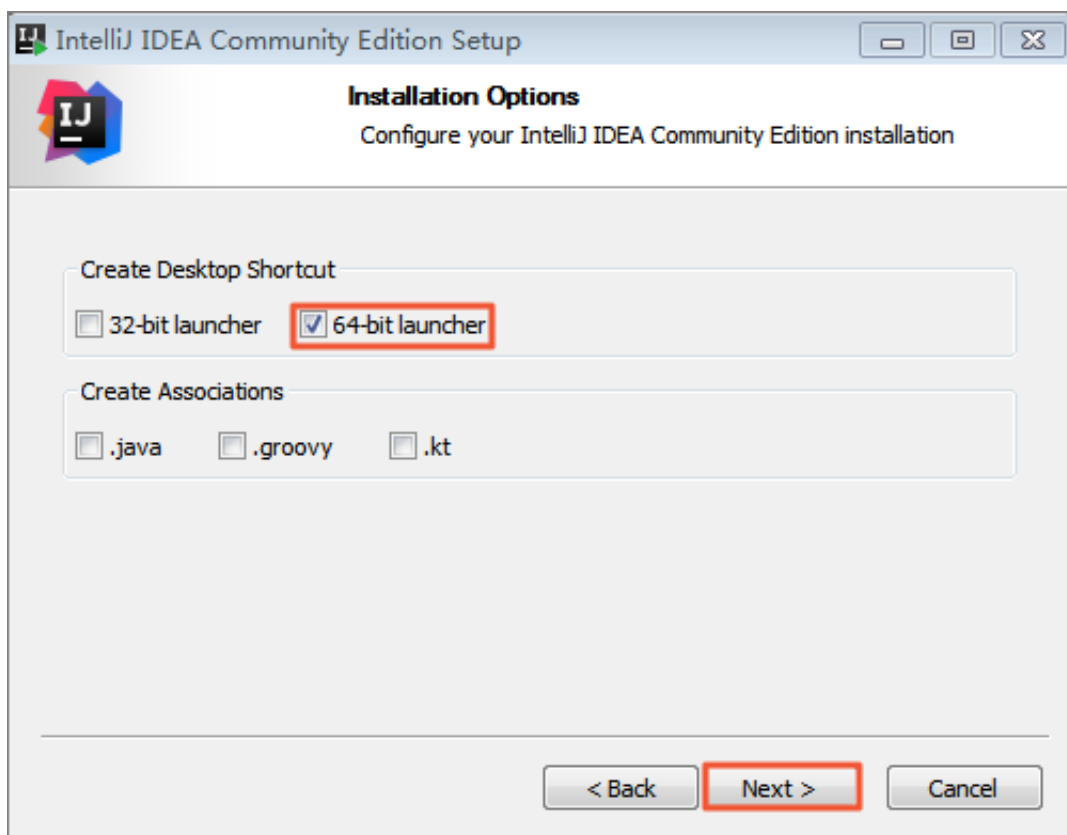 IntelliJ IDEA Community Edition Setup
IJ
Installation Options
Configure your IntelliJ IDEA Community Edition installation
Create Desktop Shortcut
32-bit launcher 64-bit launcher
Create Associations
.java .groovy .kt
< Back Next > Cancel